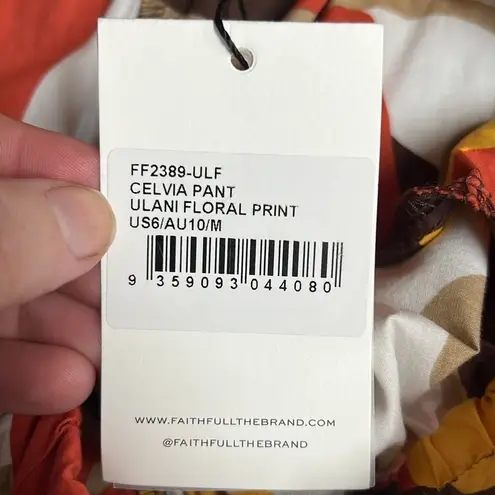 FF2389-ULF
CELVIA PANT
ULANI FLORAL PRINT
US6/AU10/M
9 359093 044080
WWW.FAITHFULLTHEBRAND.COM
@FAITHFULLTHEBRAND